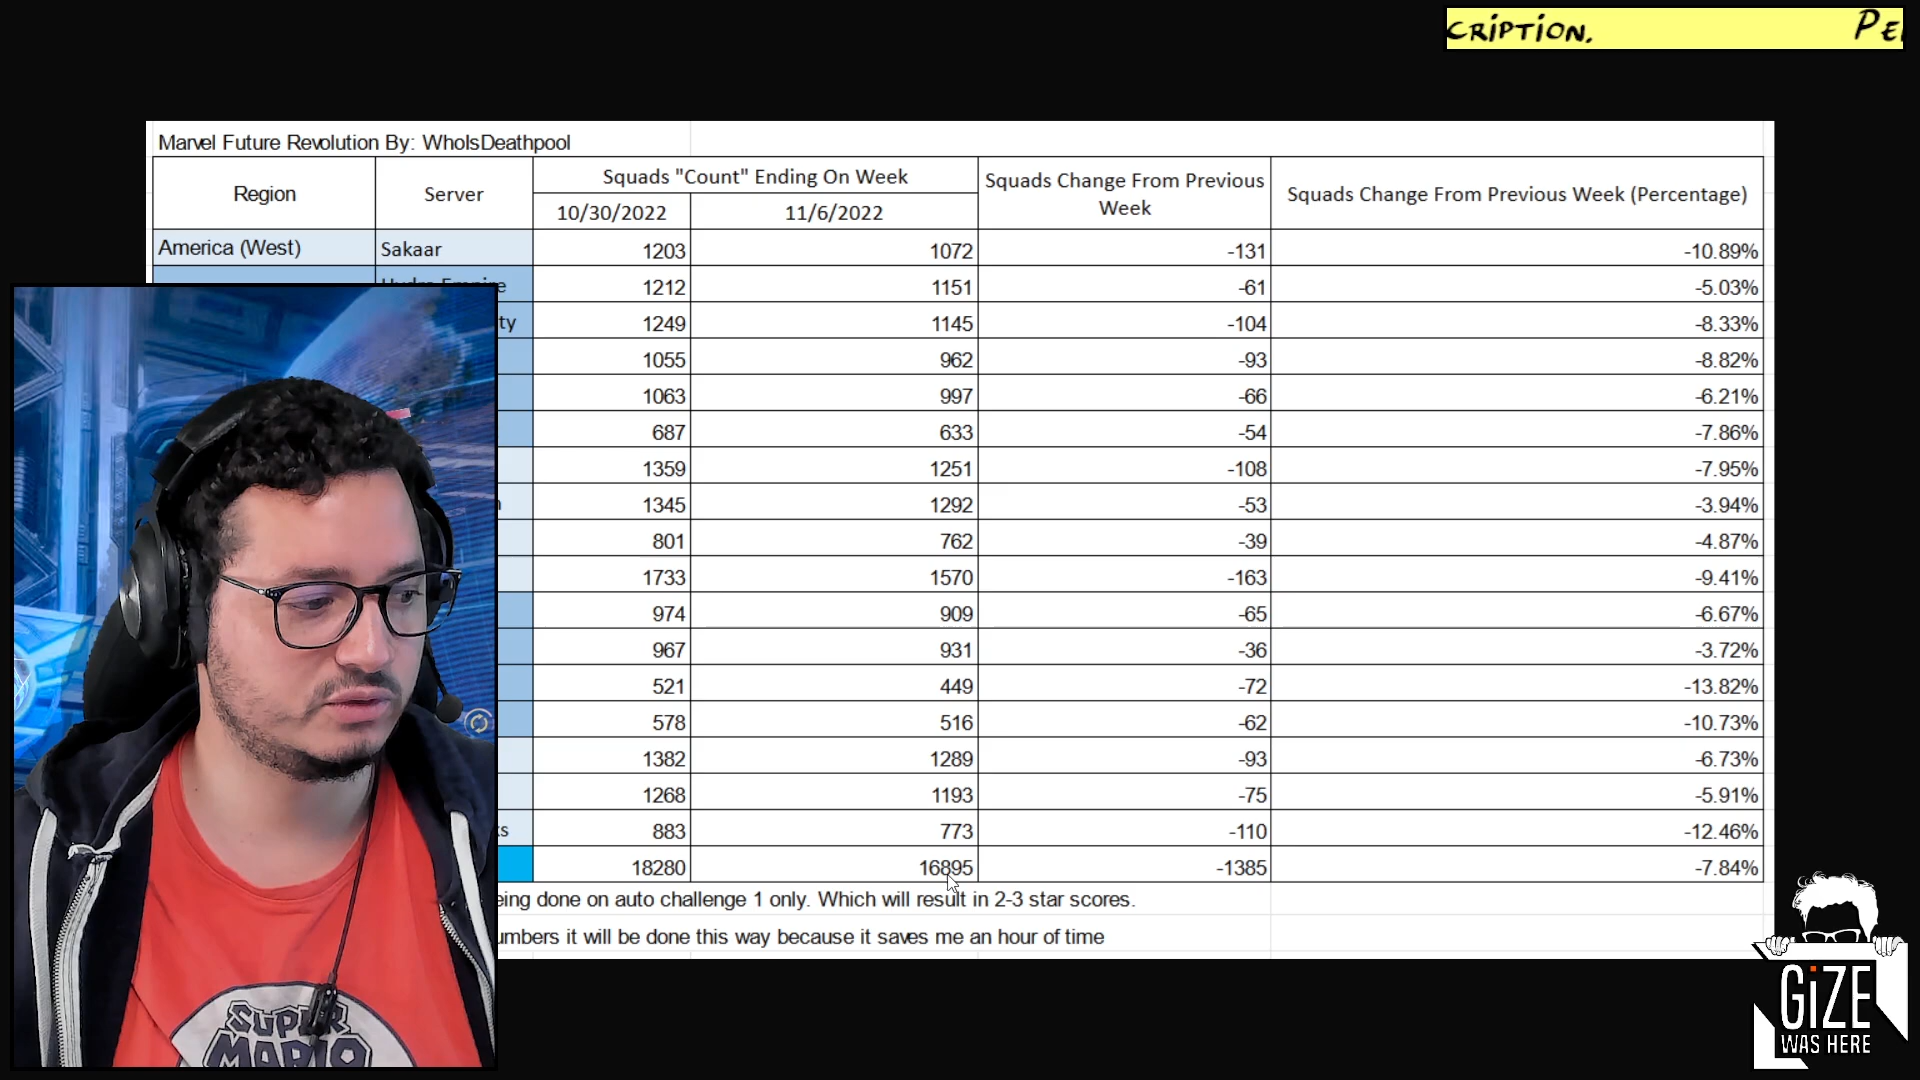 CRIPTION. PE
Marvel Future Revolution By: WhoIsDeathpool
Region Server Squads "Count" Ending On Week Squads Change From Previous Week Squads Change From Previous Week (Percentage)
10/30/2022 11/6/2022
America (West) Sakaar 1203 1072 -131 -10.89%
1212 1151 -61 -5.03%
ty 1249 1145 -104 -8.33%
1055 962 -93 -8.82%
1063 997 -66 -6.21%
687 633 -54 -7.86%
1359 1251 -108 -7.95%
1345 1292 -53 -3.94%
801 762 -39 -4.87%
1733 1570 -163 -9.41%
974 909 -65 -6.67%
967 931 -36 -3.72%
521 449 -72 -13.82%
578 516 -62 -10.73%
1382 1289 -93 -6.73%
1268 1193 -75 -5.91%
ks 883 773 -110 -12.46%
18280 16895 -1385 -7.84%
eing done on auto challenge 1 only. Which will result in 2-3 star scores.
umbers it will be done this way because it saves me an hour of time
SUPER
MARIO
GiZE
WAS HERE